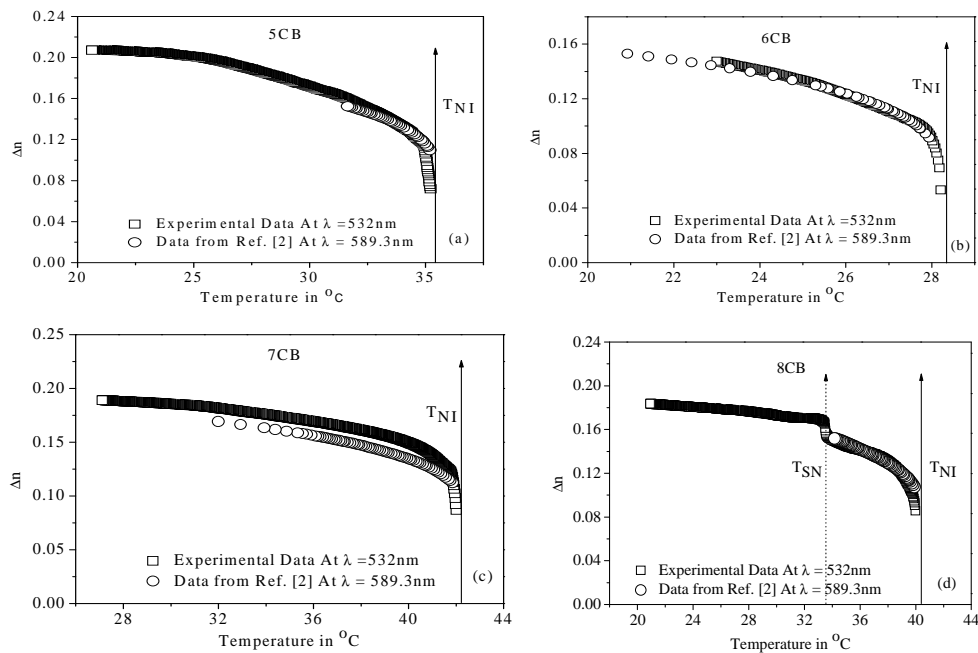 5CB
0.24
0.20
0.16
0.12
0.08
0.04
0.00
Δn
T_NI
Experimental Data At λ =532nm
Data from Ref. [2] At λ = 589.3nm
(a)
20 25 30 35
Temperature in °C
6CB
0.16
0.12
0.08
0.04
0.00
Δn
T_NI
Experimental Data At λ =532nm
Data from Ref. [2] At λ = 589.3nm
(b)
20 22 24 26 28
Temperature in °C
7CB
0.25
0.20
0.15
0.10
0.05
0.00
Δn
T_NI
Experimental Data At λ =532nm
Data from Ref. [2] At λ = 589.3nm
(c)
28 32 36 40 44
Temperature in °C
8CB
0.24
0.20
0.16
0.12
0.08
0.04
0.00
Δn
T_SN
T_NI
Experimental Data At λ =532nm
Data from Ref. [2] At λ = 589.3nm
(d)
20 24 28 32 36 40 44
Temperature in °C